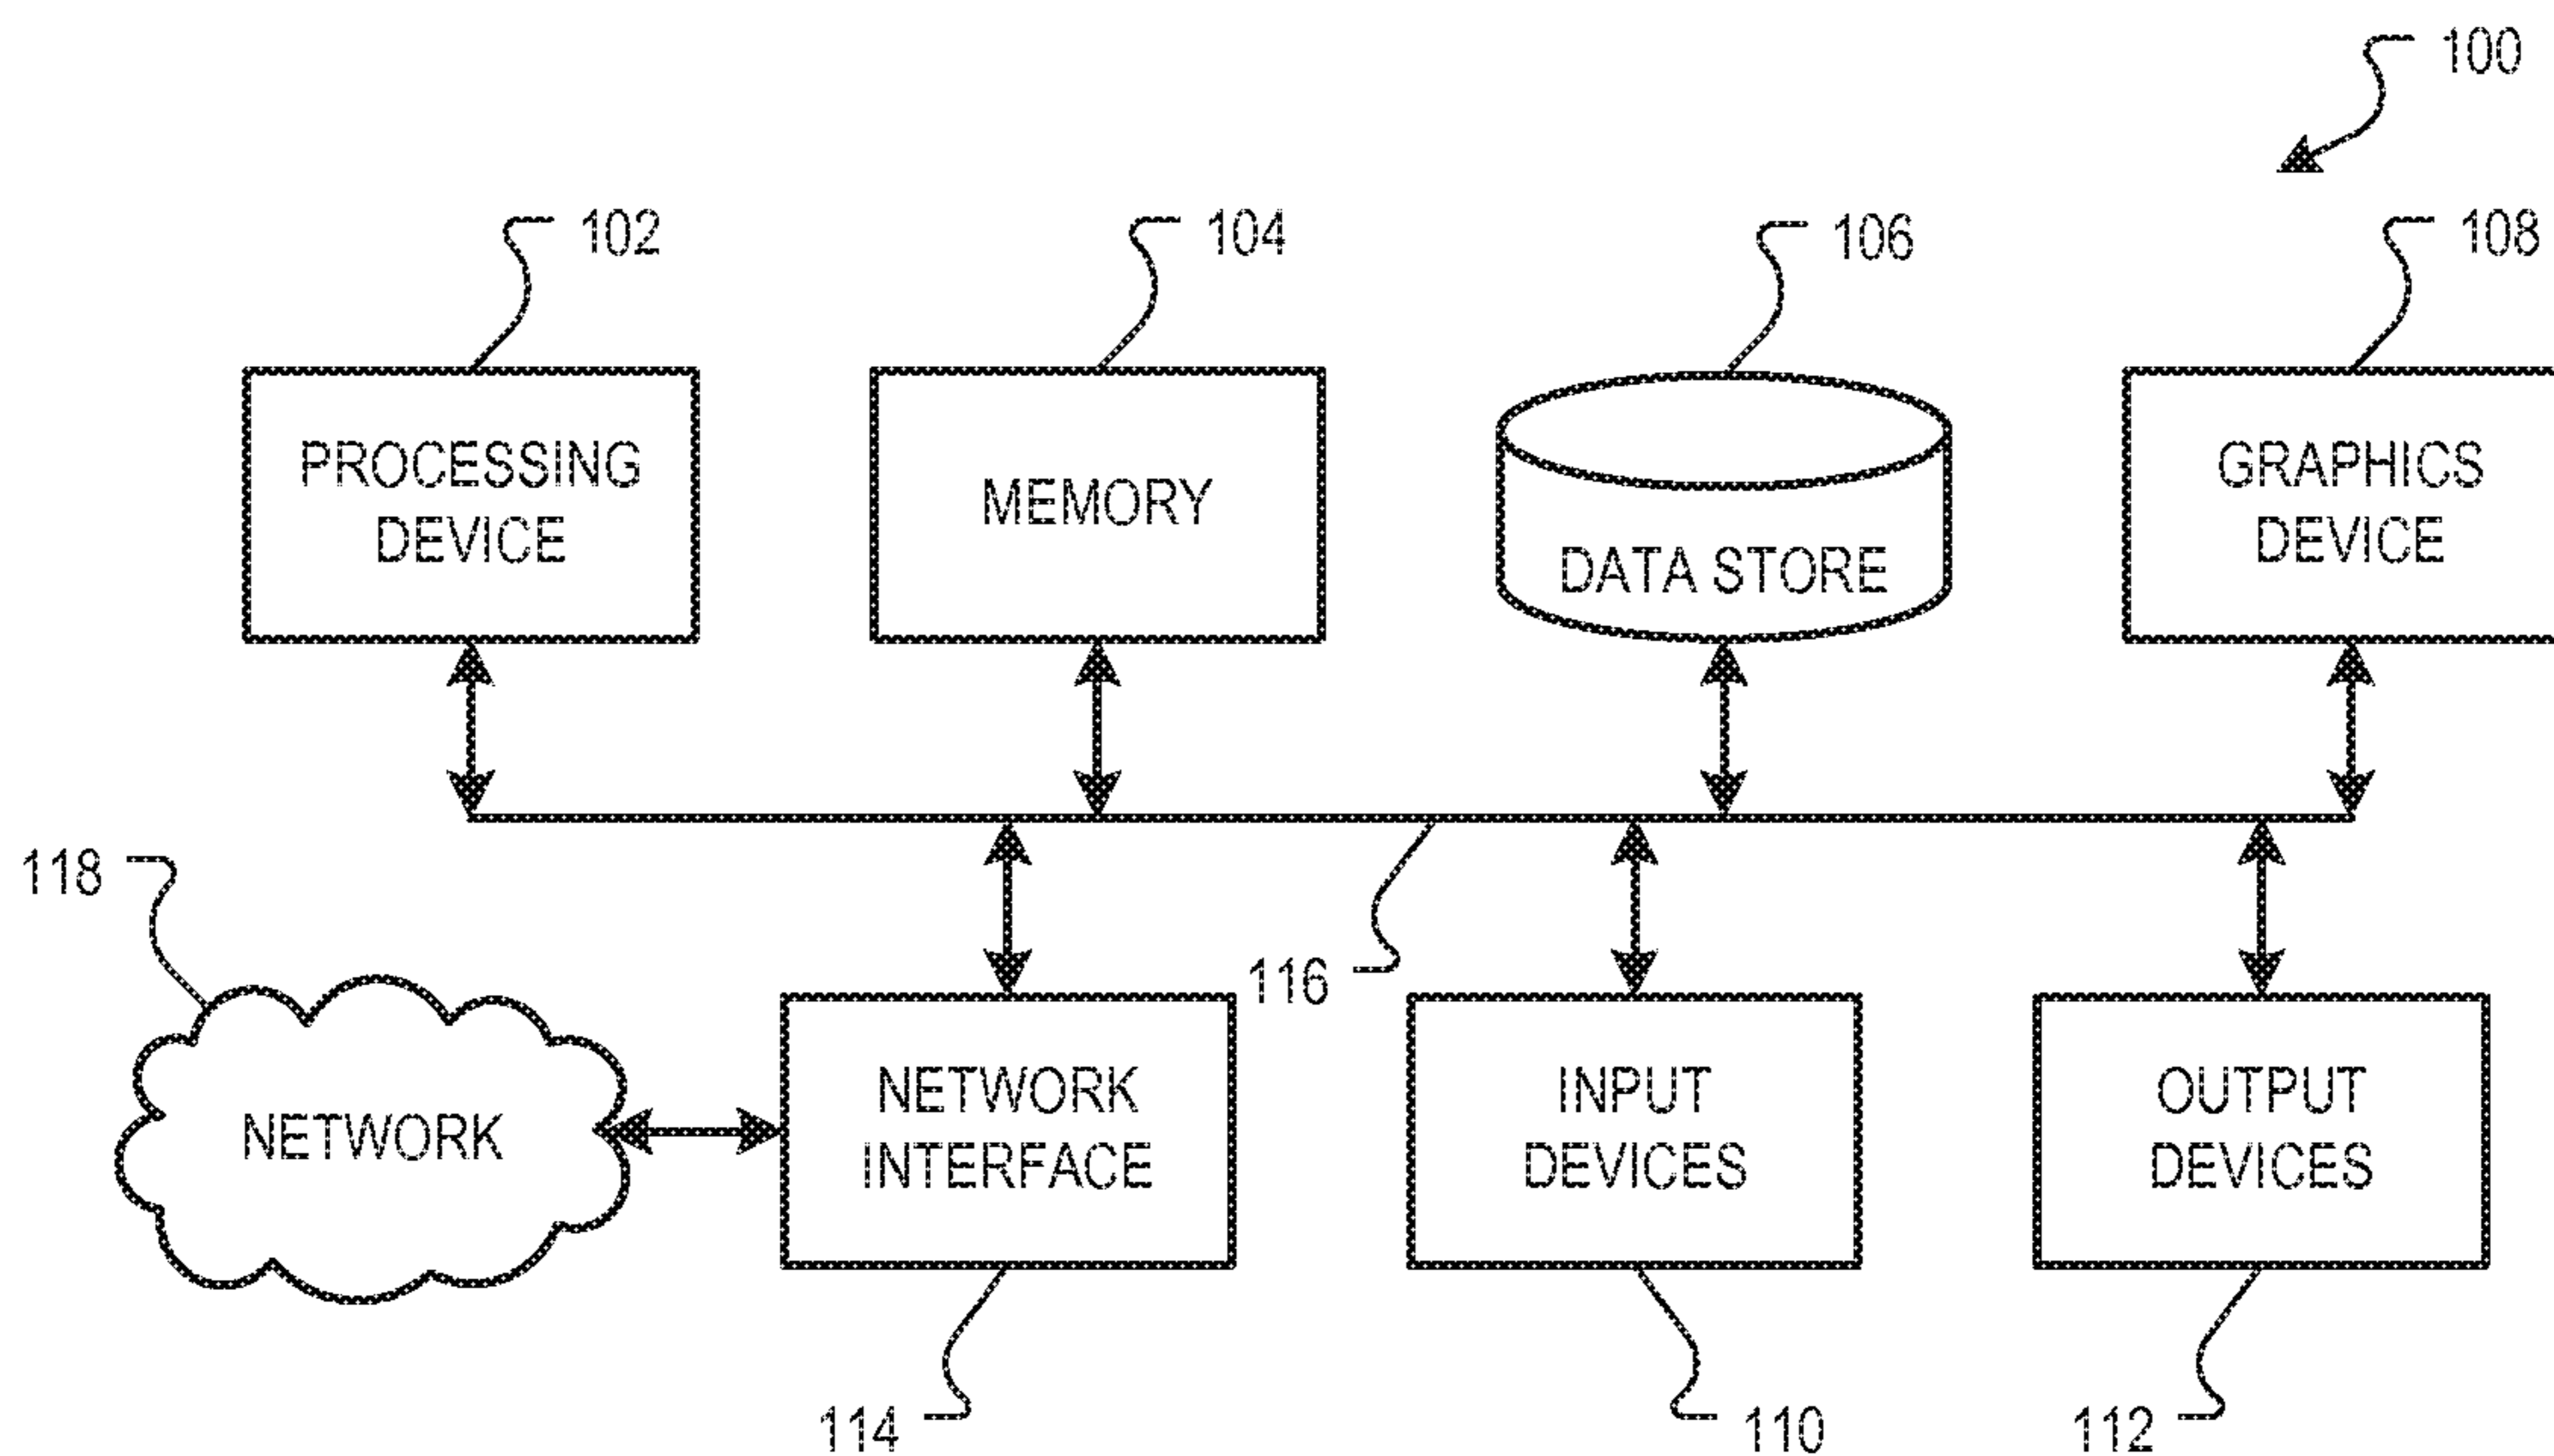 100
102
104
106
108
PROCESSING
DEVICE
MEMORY
DATA STORE
GRAPHICS
DEVICE
118
116
NETWORK
NETWORK
INTERFACE
INPUT
DEVICES
OUTPUT
DEVICES
114
110
112